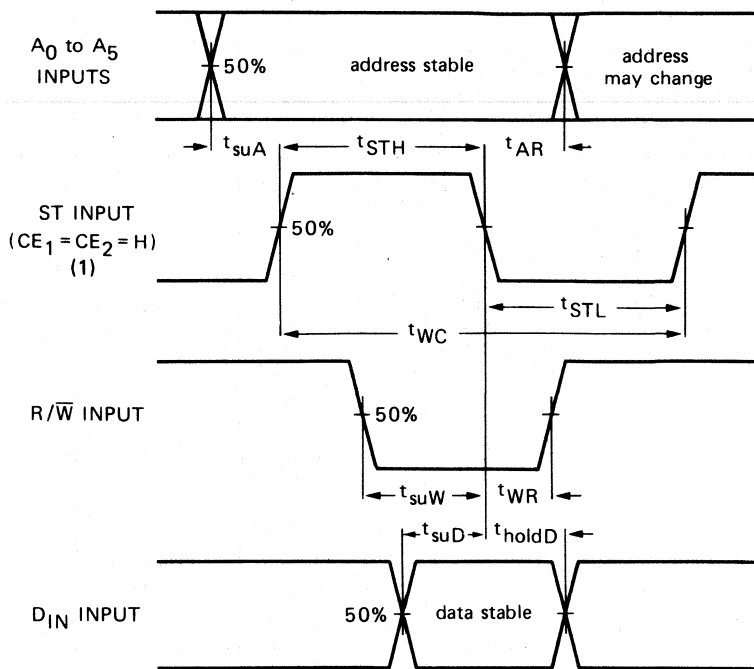 A0 to A5
INPUTS
50%
address stable
address
may change
tsuA
tSTH
tAR
ST INPUT
(CE1 = CE2 = H)
(1)
50%
tSTL
tWC
R/W̅ INPUT
50%
tsuW
tWR
tsuD
tholdD
DIN INPUT
50%
data stable